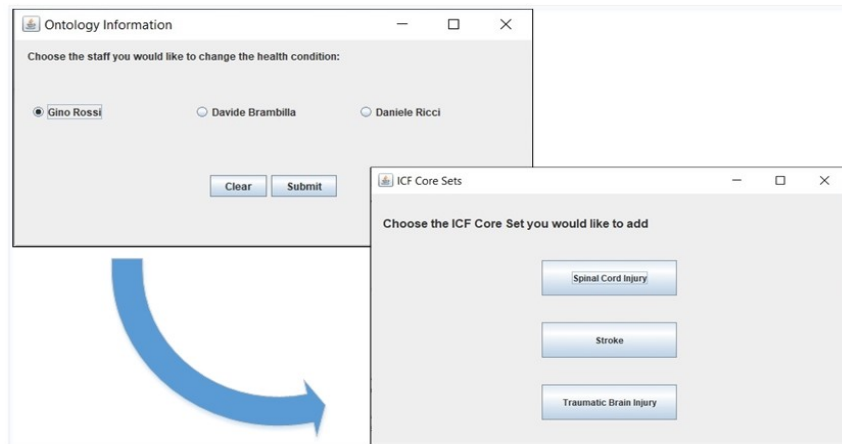 Ontology Information
Choose the staff you would like to change the health condition:
Gino Rossi Davide Brambilla Daniele Ricci
Clear Submit
ICF Core Sets
Choose the ICF Core Set you would like to add
Spinal Cord Injury
Stroke
Traumatic Brain Injury